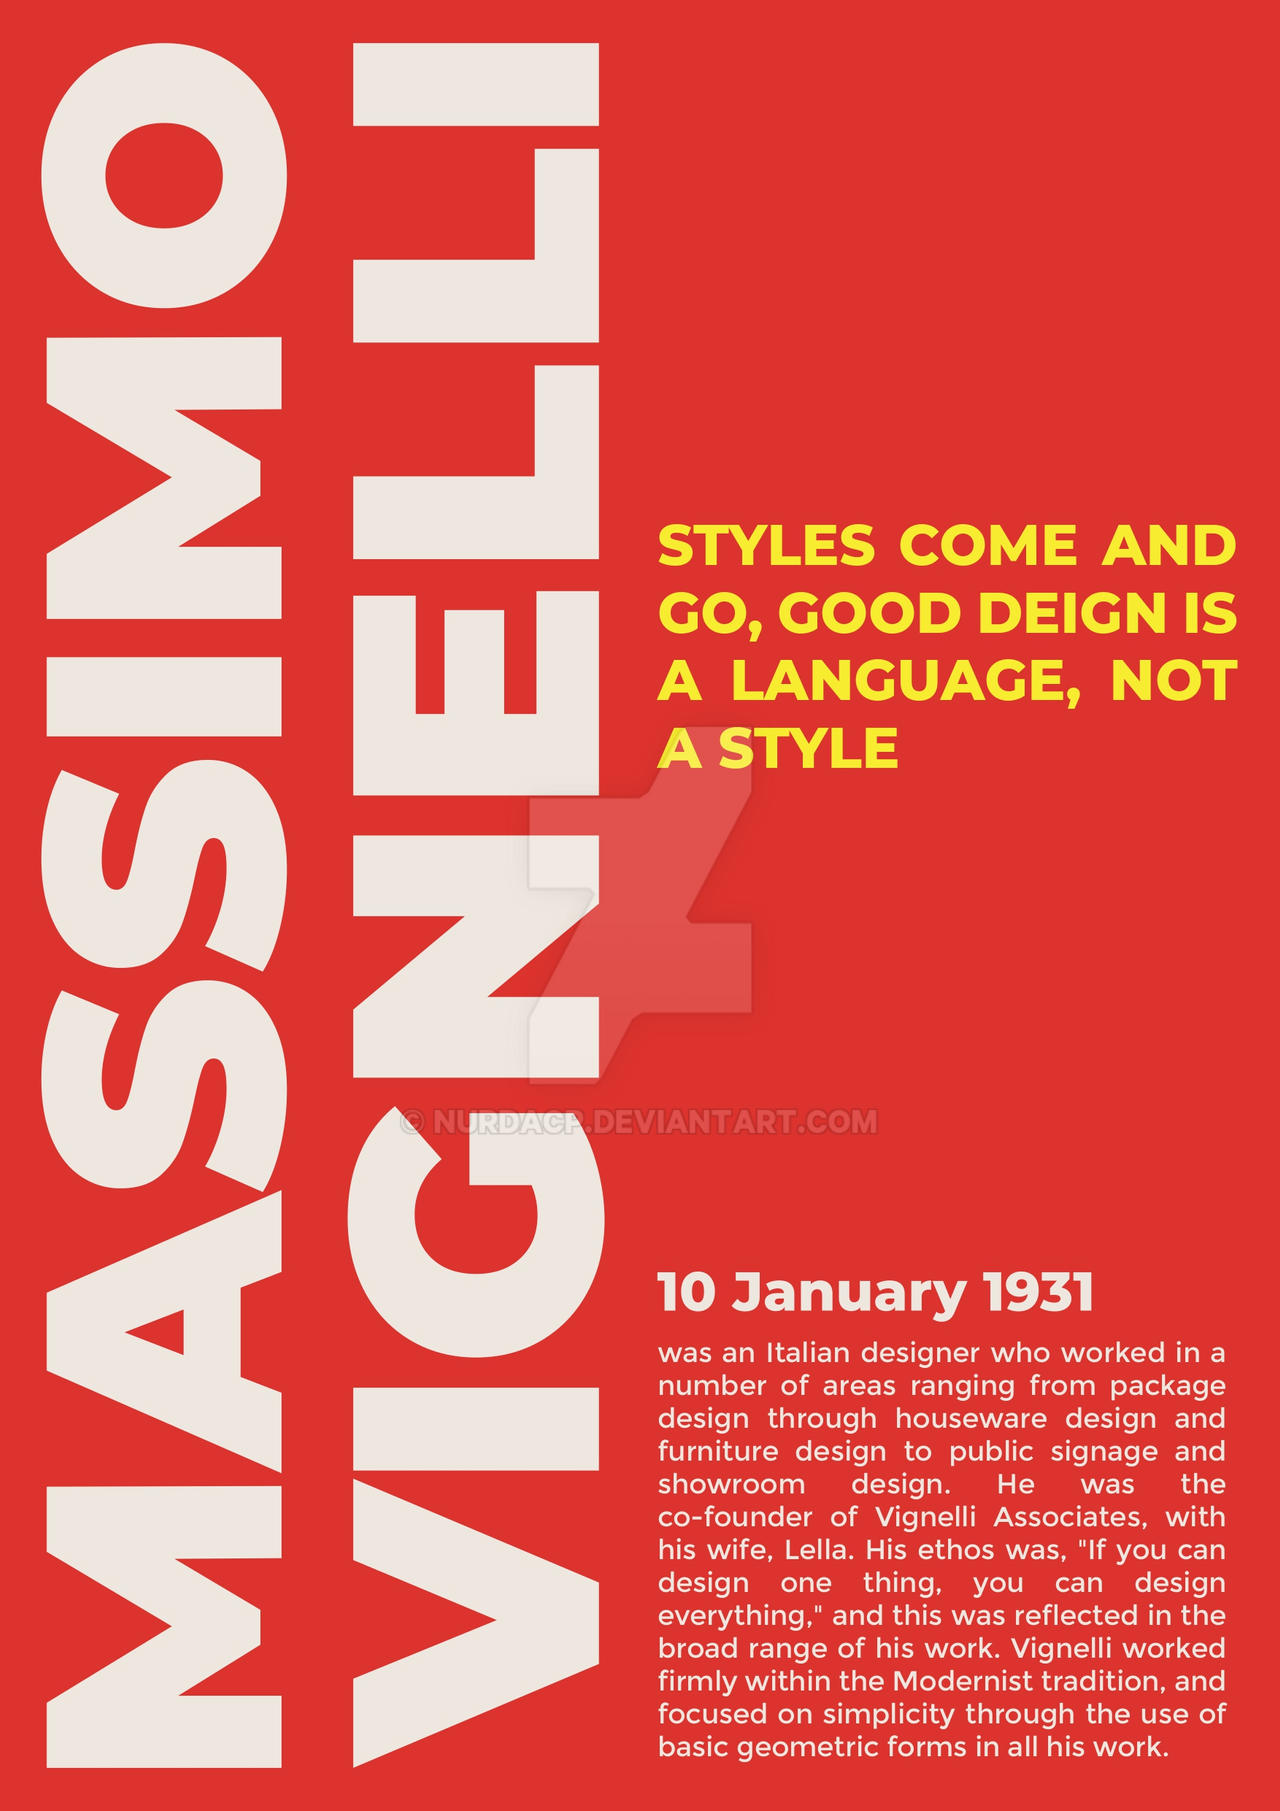 MASSIMO
VIGNELLI
STYLES COME AND
GO, GOOD DEIGN IS
A LANGUAGE, NOT
A STYLE
© NURDACP.DEVIANTART.COM
10 January 1931
was an Italian designer who worked in a
number of areas ranging from package
design through houseware design and
furniture design to public signage and
showroom design. He was the
co-founder of Vignelli Associates, with
his wife, Lella. His ethos was, "If you can
design one thing, you can design
everything," and this was reflected in the
broad range of his work. Vignelli worked
firmly within the Modernist tradition, and
focused on simplicity through the use of
basic geometric forms in all his work.